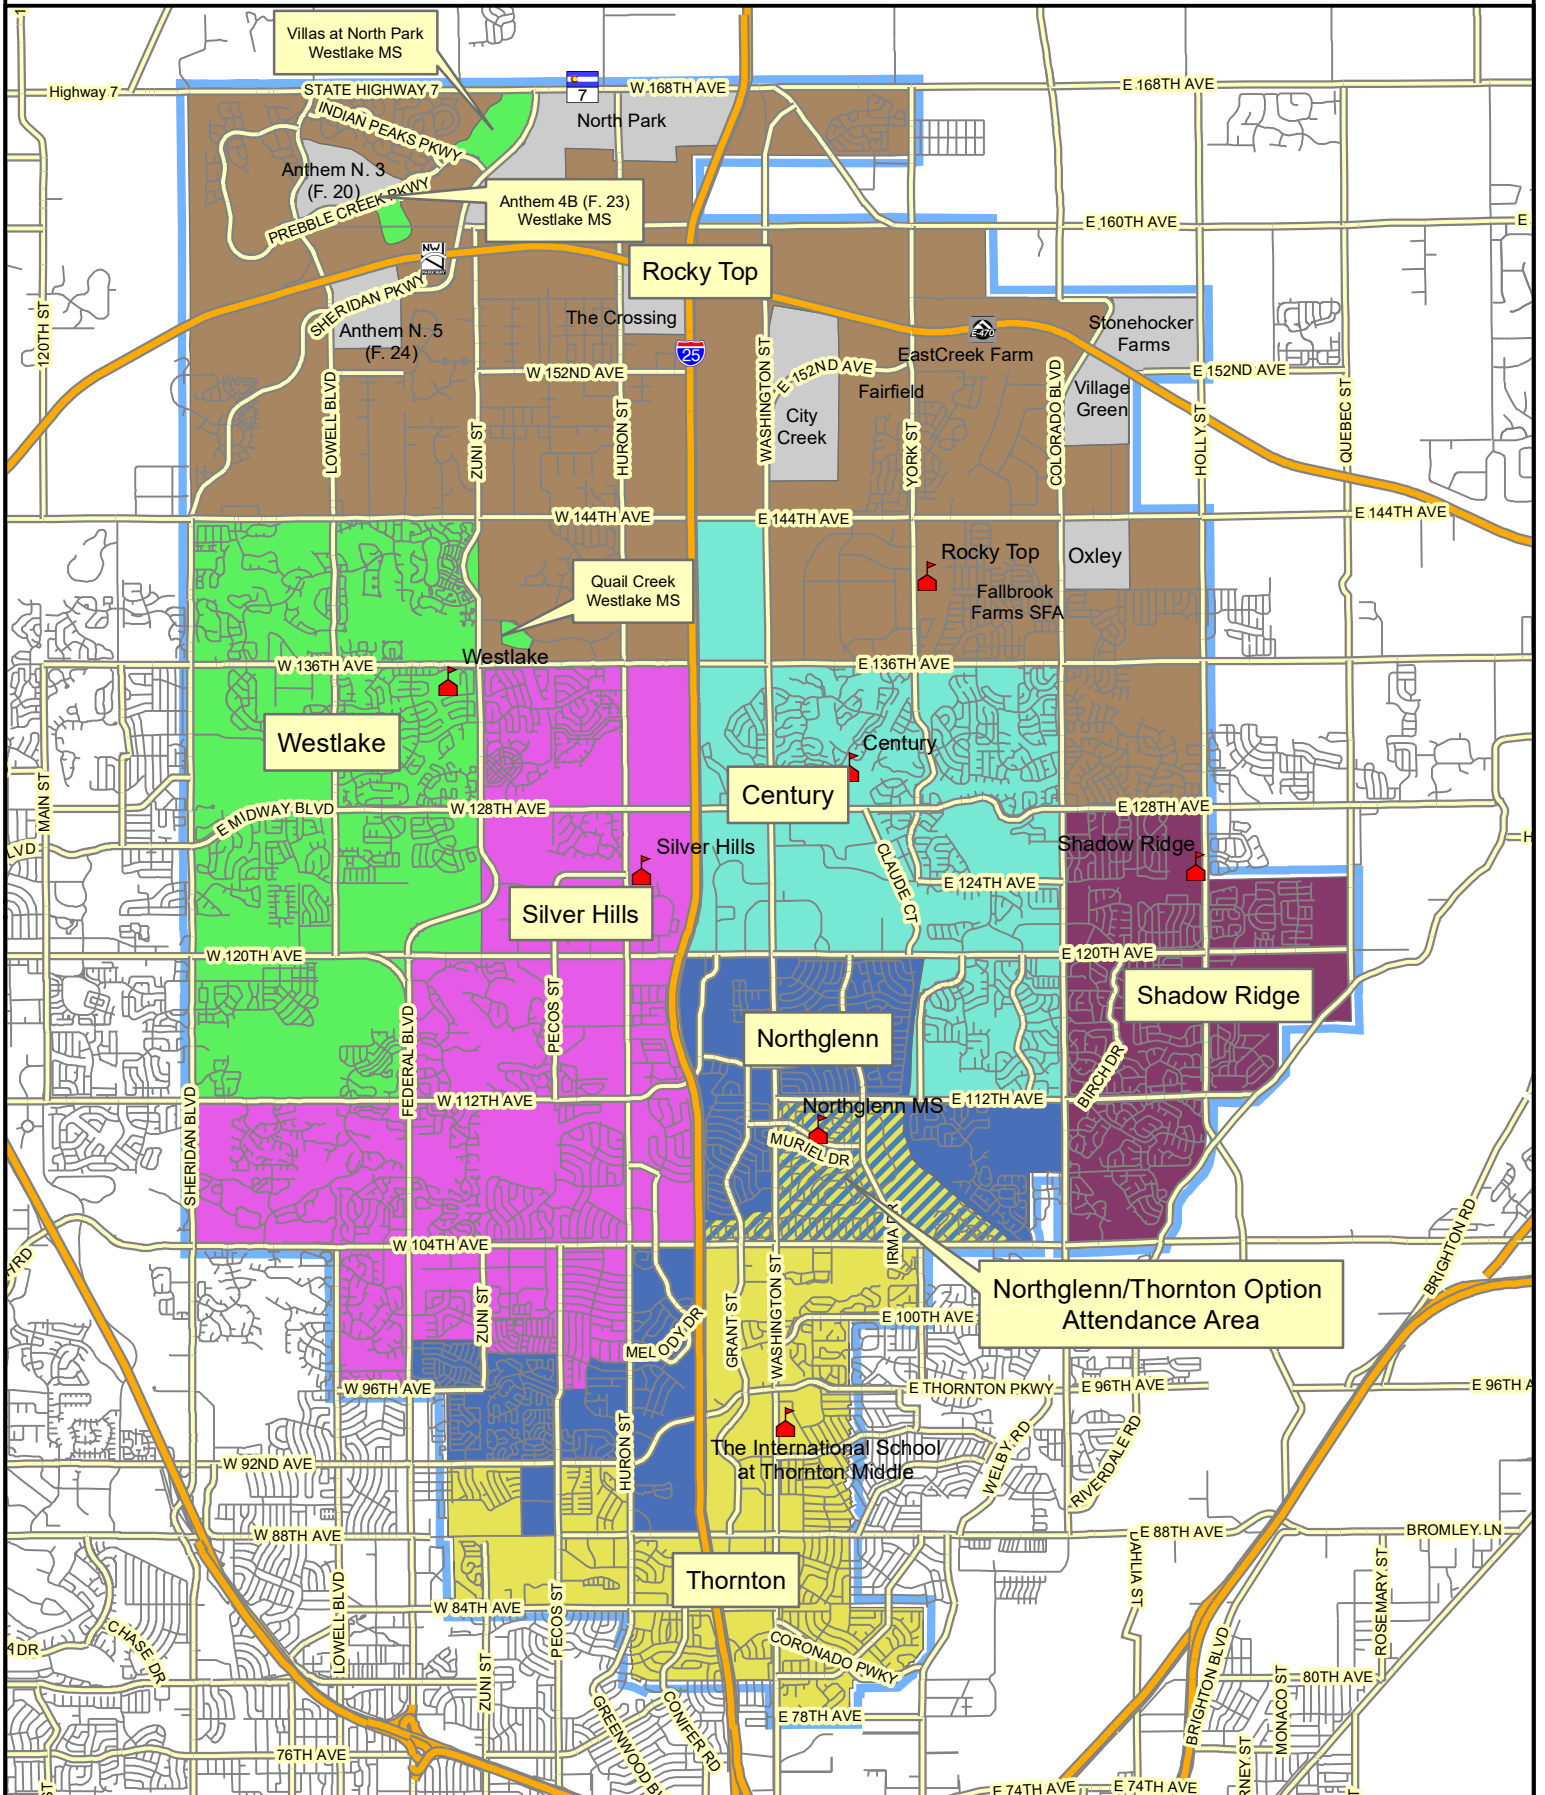 1
Villas at North Park
Westlake MS
Highway 7
STATE HIGHWAY 7
7
W 168TH AVE
E 168TH AVE
INDIAN PEAKS PKWY
North Park
Anthem N. 3
(F. 20)
PREBBLE CREEK PKWY
Anthem 4B (F. 23)
Westlake MS
E 160TH AVE
E
NW
PARKWAY
Rocky Top
SHERIDAN PKWY
Anthem N. 5
(F. 24)
The Crossing
25
E-470
Stonehocker
Farms
EastCreek Farm
120TH ST
W 152ND AVE
E 152ND AVE
E 152ND AVE
Fairfield
Village
Green
City
Creek
LOWELL BLVD
ZUNI ST
HURON ST
WASHINGTON ST
YORK ST
COLORADO BLVD
HOLLY ST
QUEBEC ST
W 144TH AVE
E 144TH AVE
E 144TH AVE
Rocky Top
Oxley
Quail Creek
Westlake MS
Fallbrook
Farms SFA
W 136TH AVE
Westlake
E 136TH AVE
Westlake
Century
Century
MAIN ST
E MIDWAY BLVD
W 128TH AVE
E 128TH AVE
LVD
H
Silver Hills
CLAUDE CT
Shadow Ridge
E 124TH AVE
Silver Hills
W 120TH AVE
E 120TH AVE
Shadow Ridge
PECOS ST
FEDERAL BLVD
Northglenn
BIRCH DR
SHERIDAN BLVD
W 112TH AVE
Northglenn MS
E 112TH AVE
MURIEL DR
IRMA DR
W 104TH AVE
HRD
BRIGHTON RD
Northglenn/Thornton Option
Attendance Area
ZUNI ST
GRANT ST
WASHINGTON ST
E 100TH AVE
MELODY DR
W 96TH AVE
E THORNTON PKWY
E 96TH AVE
E 96TH A
HURON ST
The International School
at Thornton Middle
WELBY RD
RIVERDALE RD
W 92ND AVE
W 88TH AVE
E 88TH AVE
BROMLEY LN
DAHLIA ST
ROSEMARY ST
Thornton
LOWELL BLVD
PECOS ST
W 84TH AVE
CHASE DR
A DR
CORONADO PWKY
ZUNI ST
80TH AVE
GREENWOOD B
CONIFER RD
E 78TH AVE
BRIGHTON BLVD
MONACO ST
76TH AVE
RNEY ST
ST
E 74TH AVE
E 74TH AVE
T